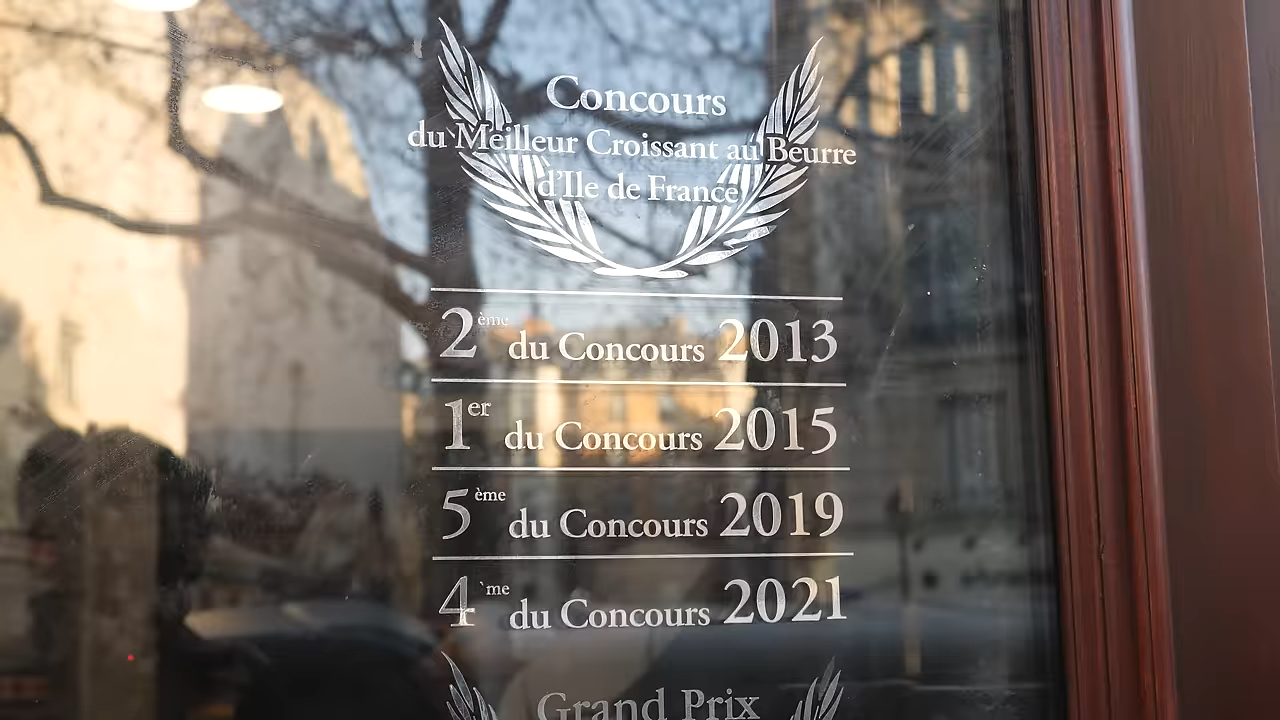 Concours
du Meilleur Croissant au Beurre
d'Ile de France
2ème du Concours 2013
1er du Concours 2015
5ème du Concours 2019
4`me du Concours 2021
Grand Prix